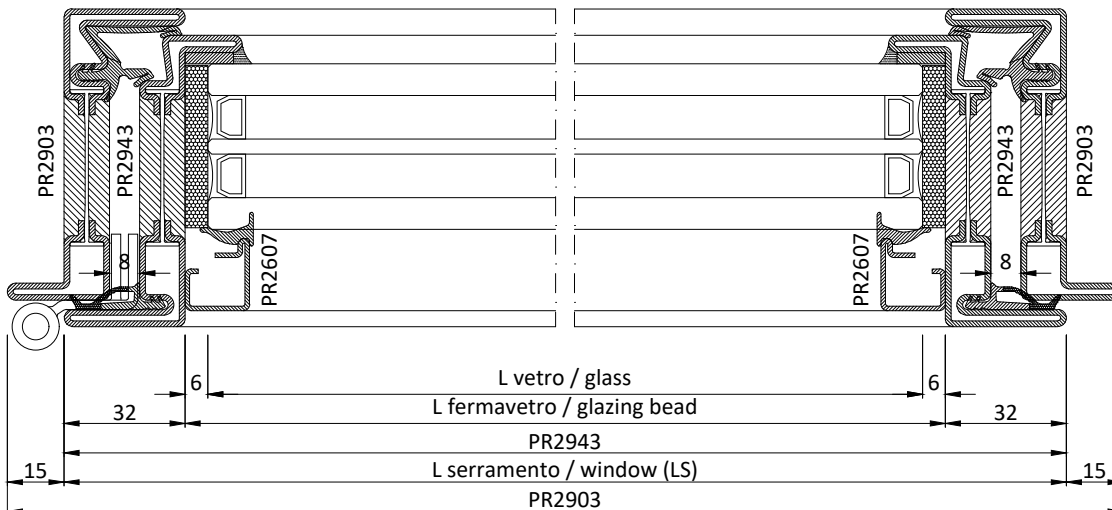 PR2903
PR2943
PR2943
PR2903
8
PR2607
PR2607
8
6
L vetro / glass
6
32
L fermavetro / glazing bead
32
PR2943
15
L serramento / window (LS)
15
PR2903